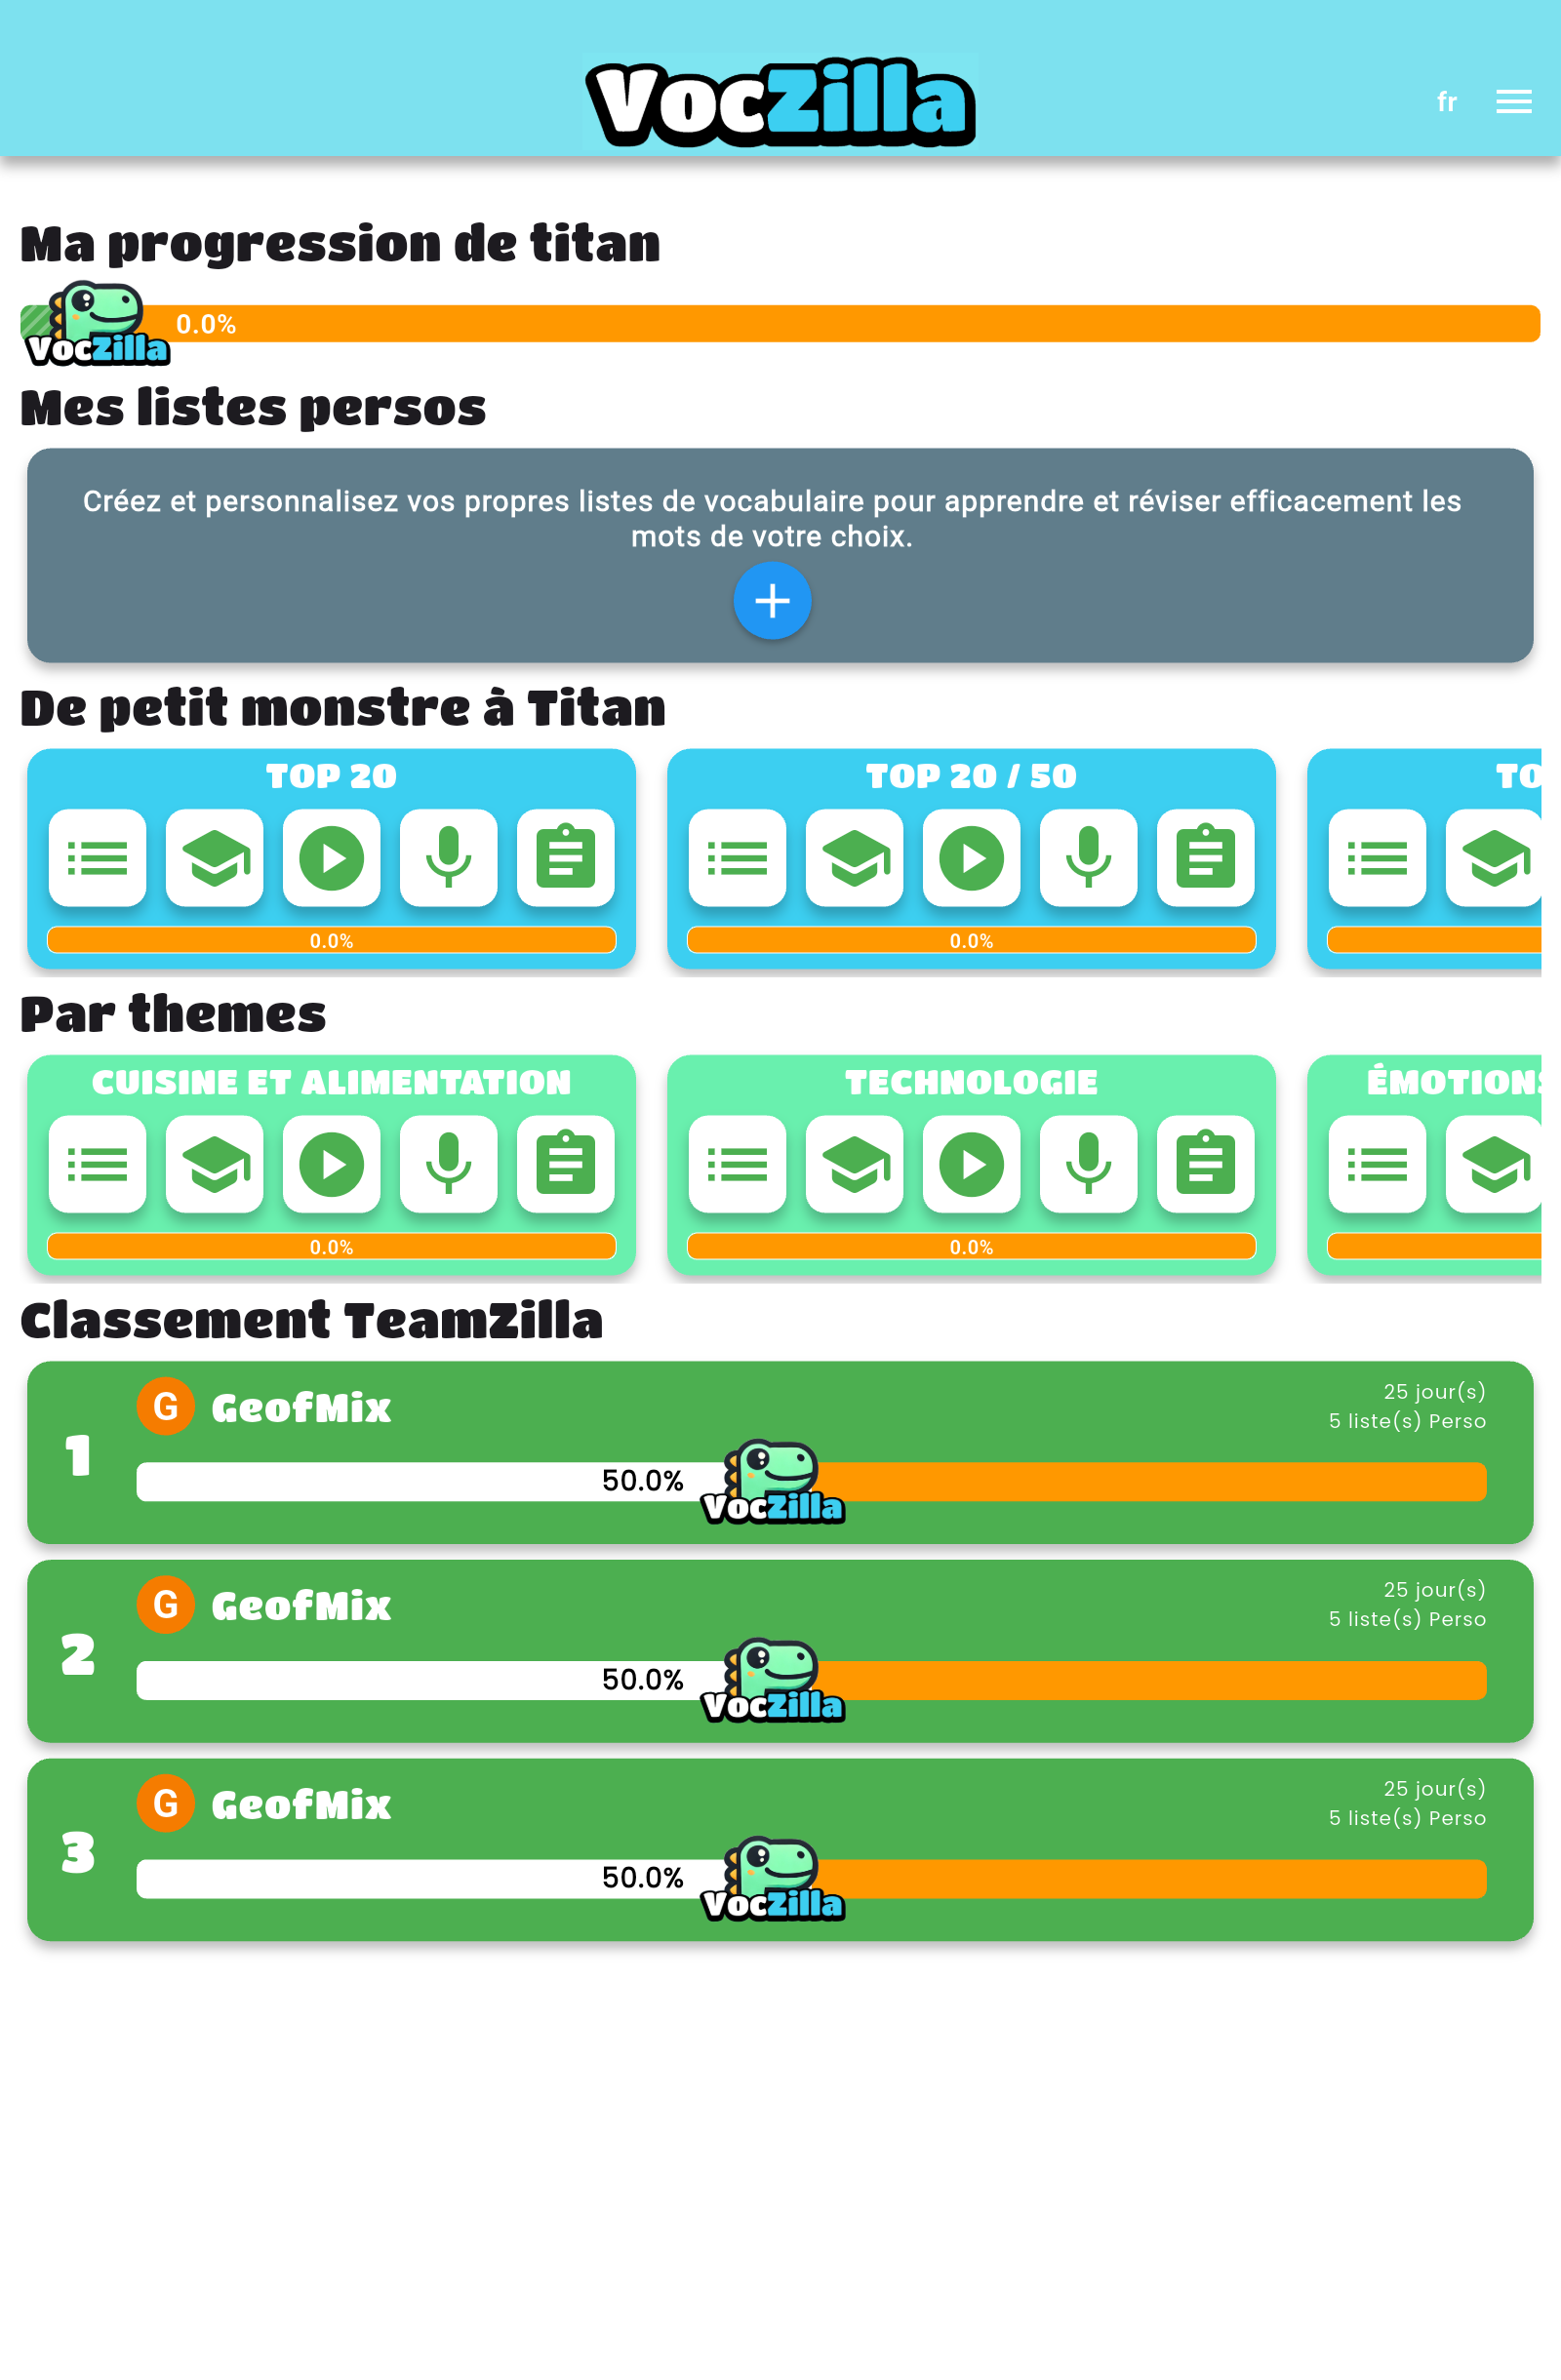 VocZilla
fr
Ma progression de titan
0.0%
VocZilla
Mes listes persos
Créez et personnalisez vos propres listes de vocabulaire pour apprendre et réviser efficacement les
mots de votre choix.
De petit monstre à Titan
TOP 20
TOP 20 / 50
TO
0.0%
0.0%
Par themes
CUISINE ET ALIMENTATION
TECHNOLOGIE
ÉMOTIONS
0.0%
0.0%
Classement TeamZilla
1
G
GeofMix
25 jour(s)
5 liste(s) Perso
50.0%
VocZilla
2
G
GeofMix
25 jour(s)
5 liste(s) Perso
50.0%
VocZilla
3
G
GeofMix
25 jour(s)
5 liste(s) Perso
50.0%
VocZilla